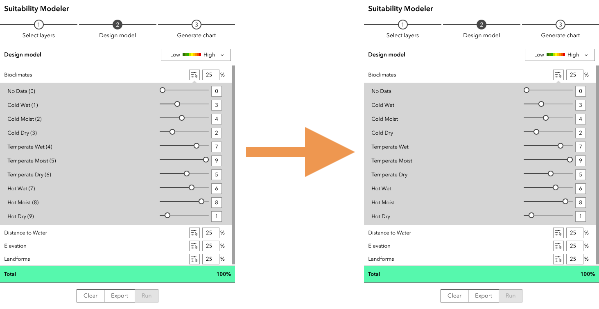 Suitability Modeler
1 2 3
Select layers Design model Generate chart
Design model Low High
Bioclimates 25 %
No Data (0) 0
Cold Wet (1) 3
Cold Moist (2) 4
Cold Dry (3) 2
Temperate Wet (4) 7
Temperate Moist (5) 9
Temperate Dry (6) 5
Hot Wet (7) 6
Hot Moist (8) 8
Hot Dry (9) 1
Distance to Water 25 %
Elevation 25 %
Landforms 25 %
Total 100%
Clear Export Run
Suitability Modeler
1 2 3
Select layers Design model Generate chart
Design model Low High
Bioclimates 25 %
No Data 0
Cold Wet 3
Cold Moist 4
Cold Dry 2
Temperate Wet 7
Temperate Moist 9
Temperate Dry 5
Hot Wet 6
Hot Moist 8
Hot Dry 1
Distance to Water 25 %
Elevation 25 %
Landforms 25 %
Total 100%
Clear Export Run